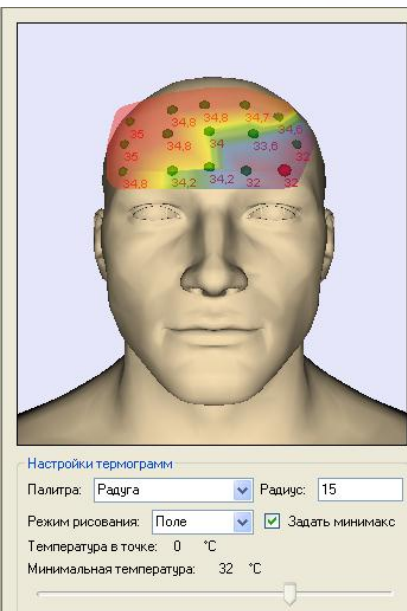 34,8 34,8 34,7
35 34,8 34 33,6 34,6
35 32
34,8 34,2 34,2 32 32
Настройки термограмм
Палитра: Радуга Радиус: 15
Режим рисования: Поле Задать минимакс
Температура в точке: 0 °C
Минимальная температура: 32 °C